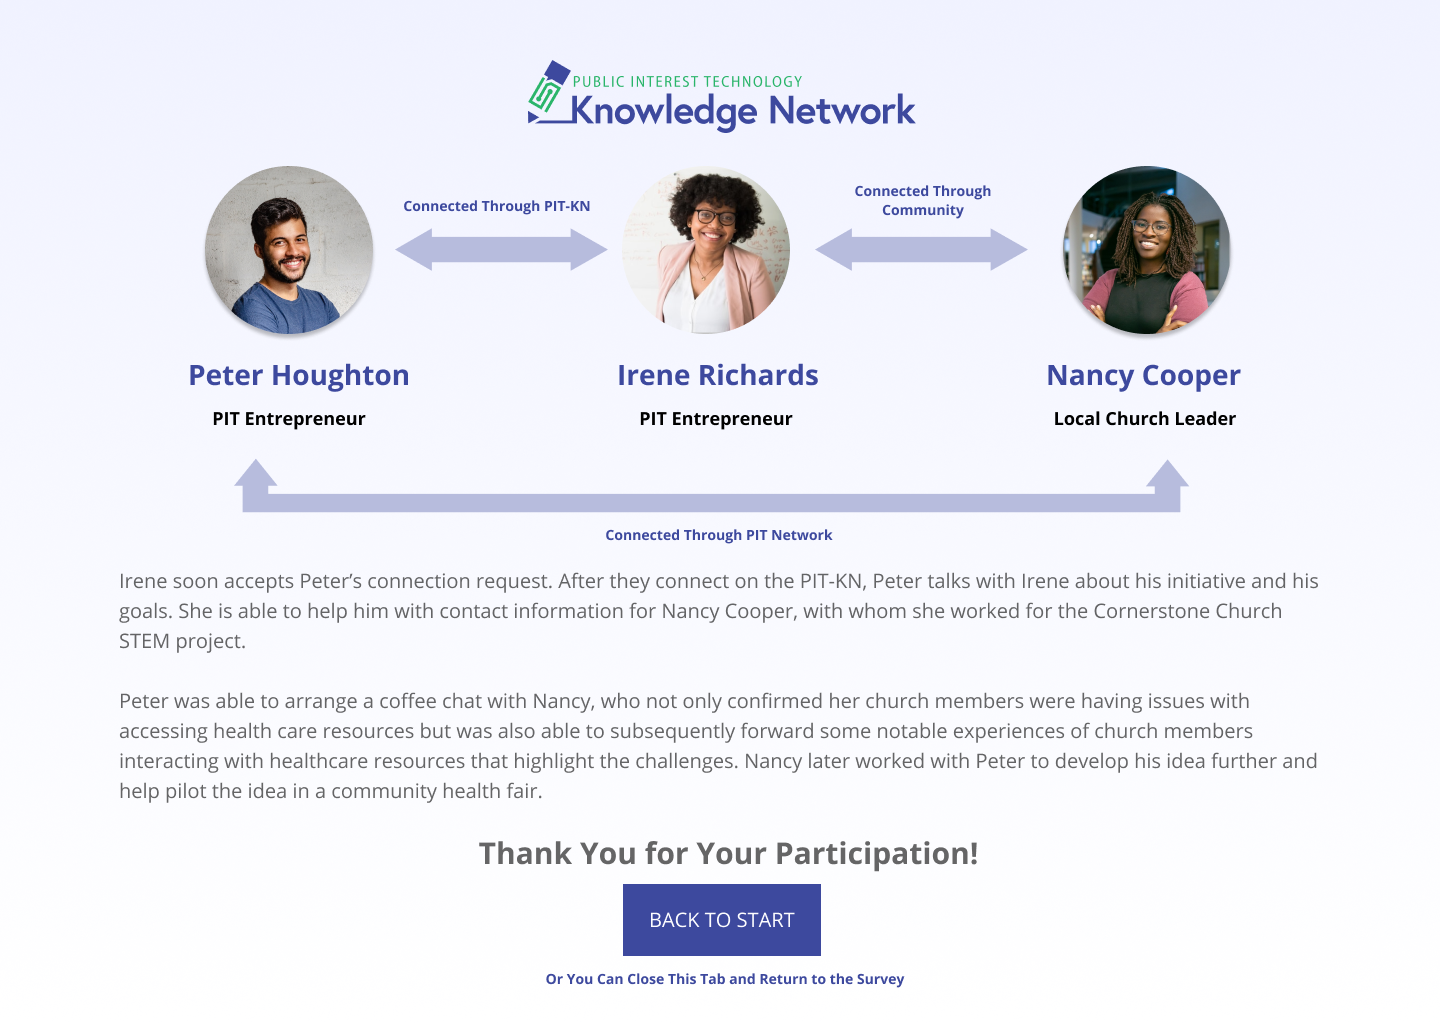 PUBLIC INTEREST TECHNOLOGY
Knowledge Network
Connected Through PIT-KN
Connected Through
Community
Peter Houghton
Irene Richards
Nancy Cooper
PIT Entrepreneur
PIT Entrepreneur
Local Church Leader
Connected Through PIT Network
Irene soon accepts Peter’s connection request. After they connect on the PIT-KN, Peter talks with Irene about his initiative and his
goals. She is able to help him with contact information for Nancy Cooper, with whom she worked for the Cornerstone Church
STEM project.
Peter was able to arrange a coffee chat with Nancy, who not only confirmed her church members were having issues with
accessing health care resources but was also able to subsequently forward some notable experiences of church members
interacting with healthcare resources that highlight the challenges. Nancy later worked with Peter to develop his idea further and
help pilot the idea in a community health fair.
Thank You for Your Participation!
BACK TO START
Or You Can Close This Tab and Return to the Survey